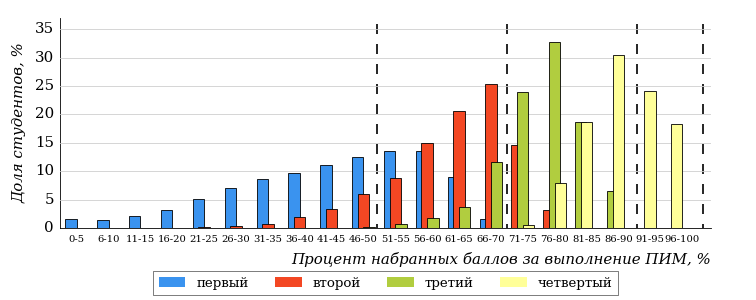 35
30
25
20
15
10
5
0
Доля студентов, %
0-5 6-10 11-15 16-20 21-25 26-30 31-35 36-40 41-45 46-50 51-55 56-60 61-65 66-70 71-75 76-80 81-85 86-90 91-95 96-100
Процент набранных баллов за выполнение ПИМ, %
первый второй третий четвертый